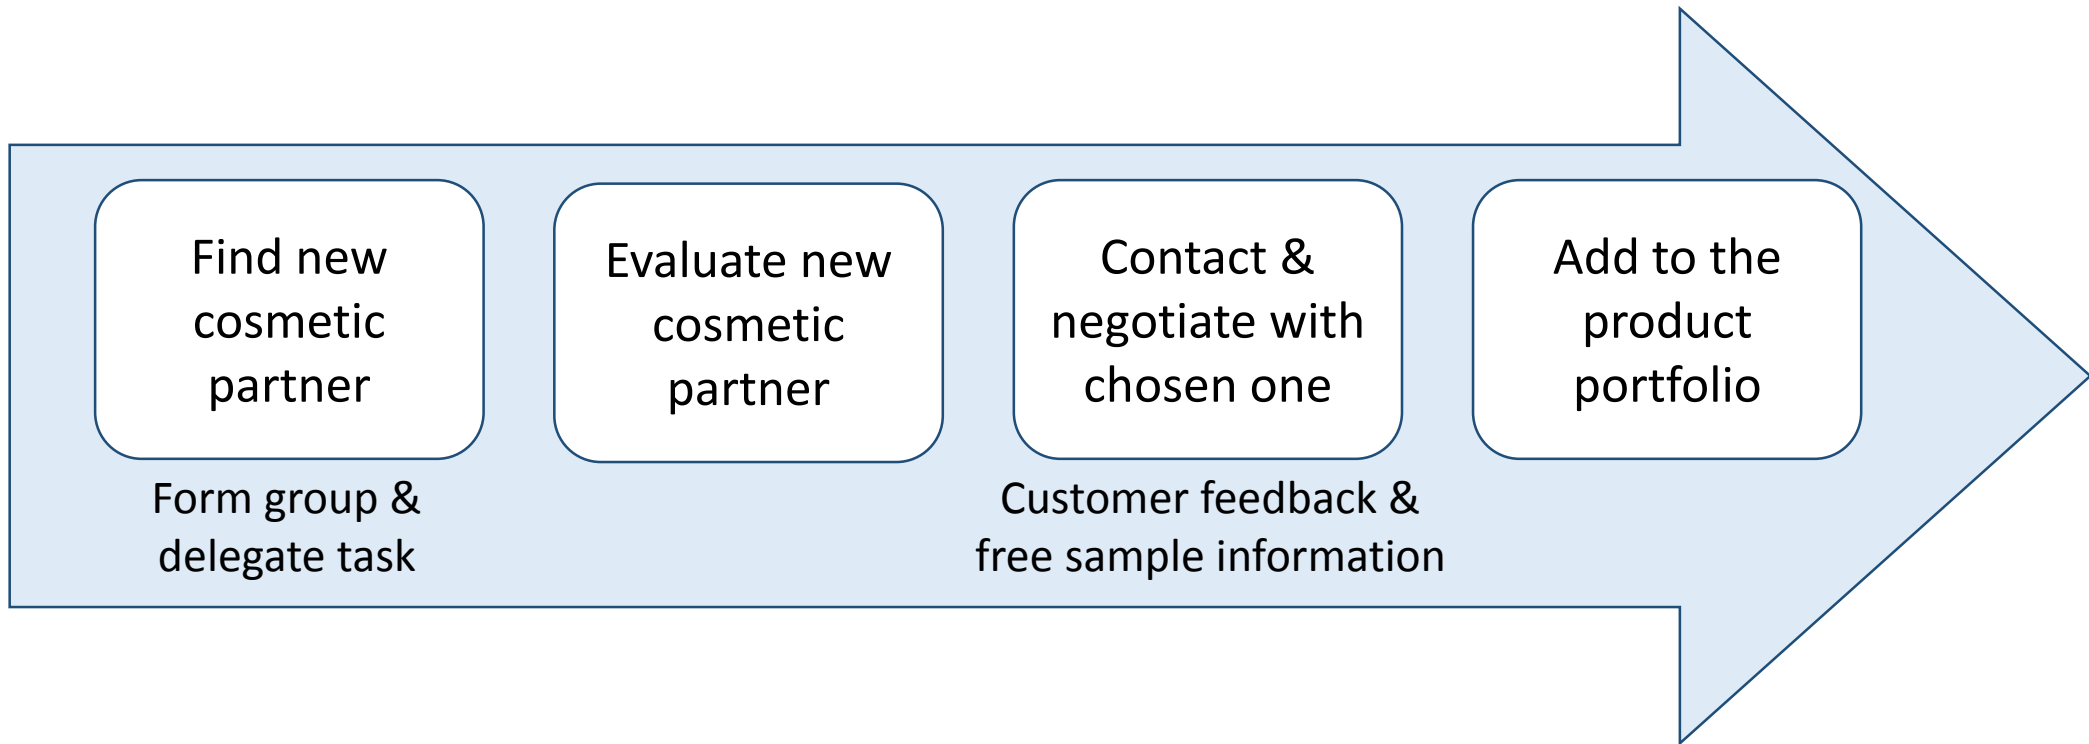 Find new
cosmetic
partner
Form group &
delegate task
Evaluate new
cosmetic
partner
Contact &
negotiate with
chosen one
Customer feedback &
free sample information
Add to the
product
portfolio